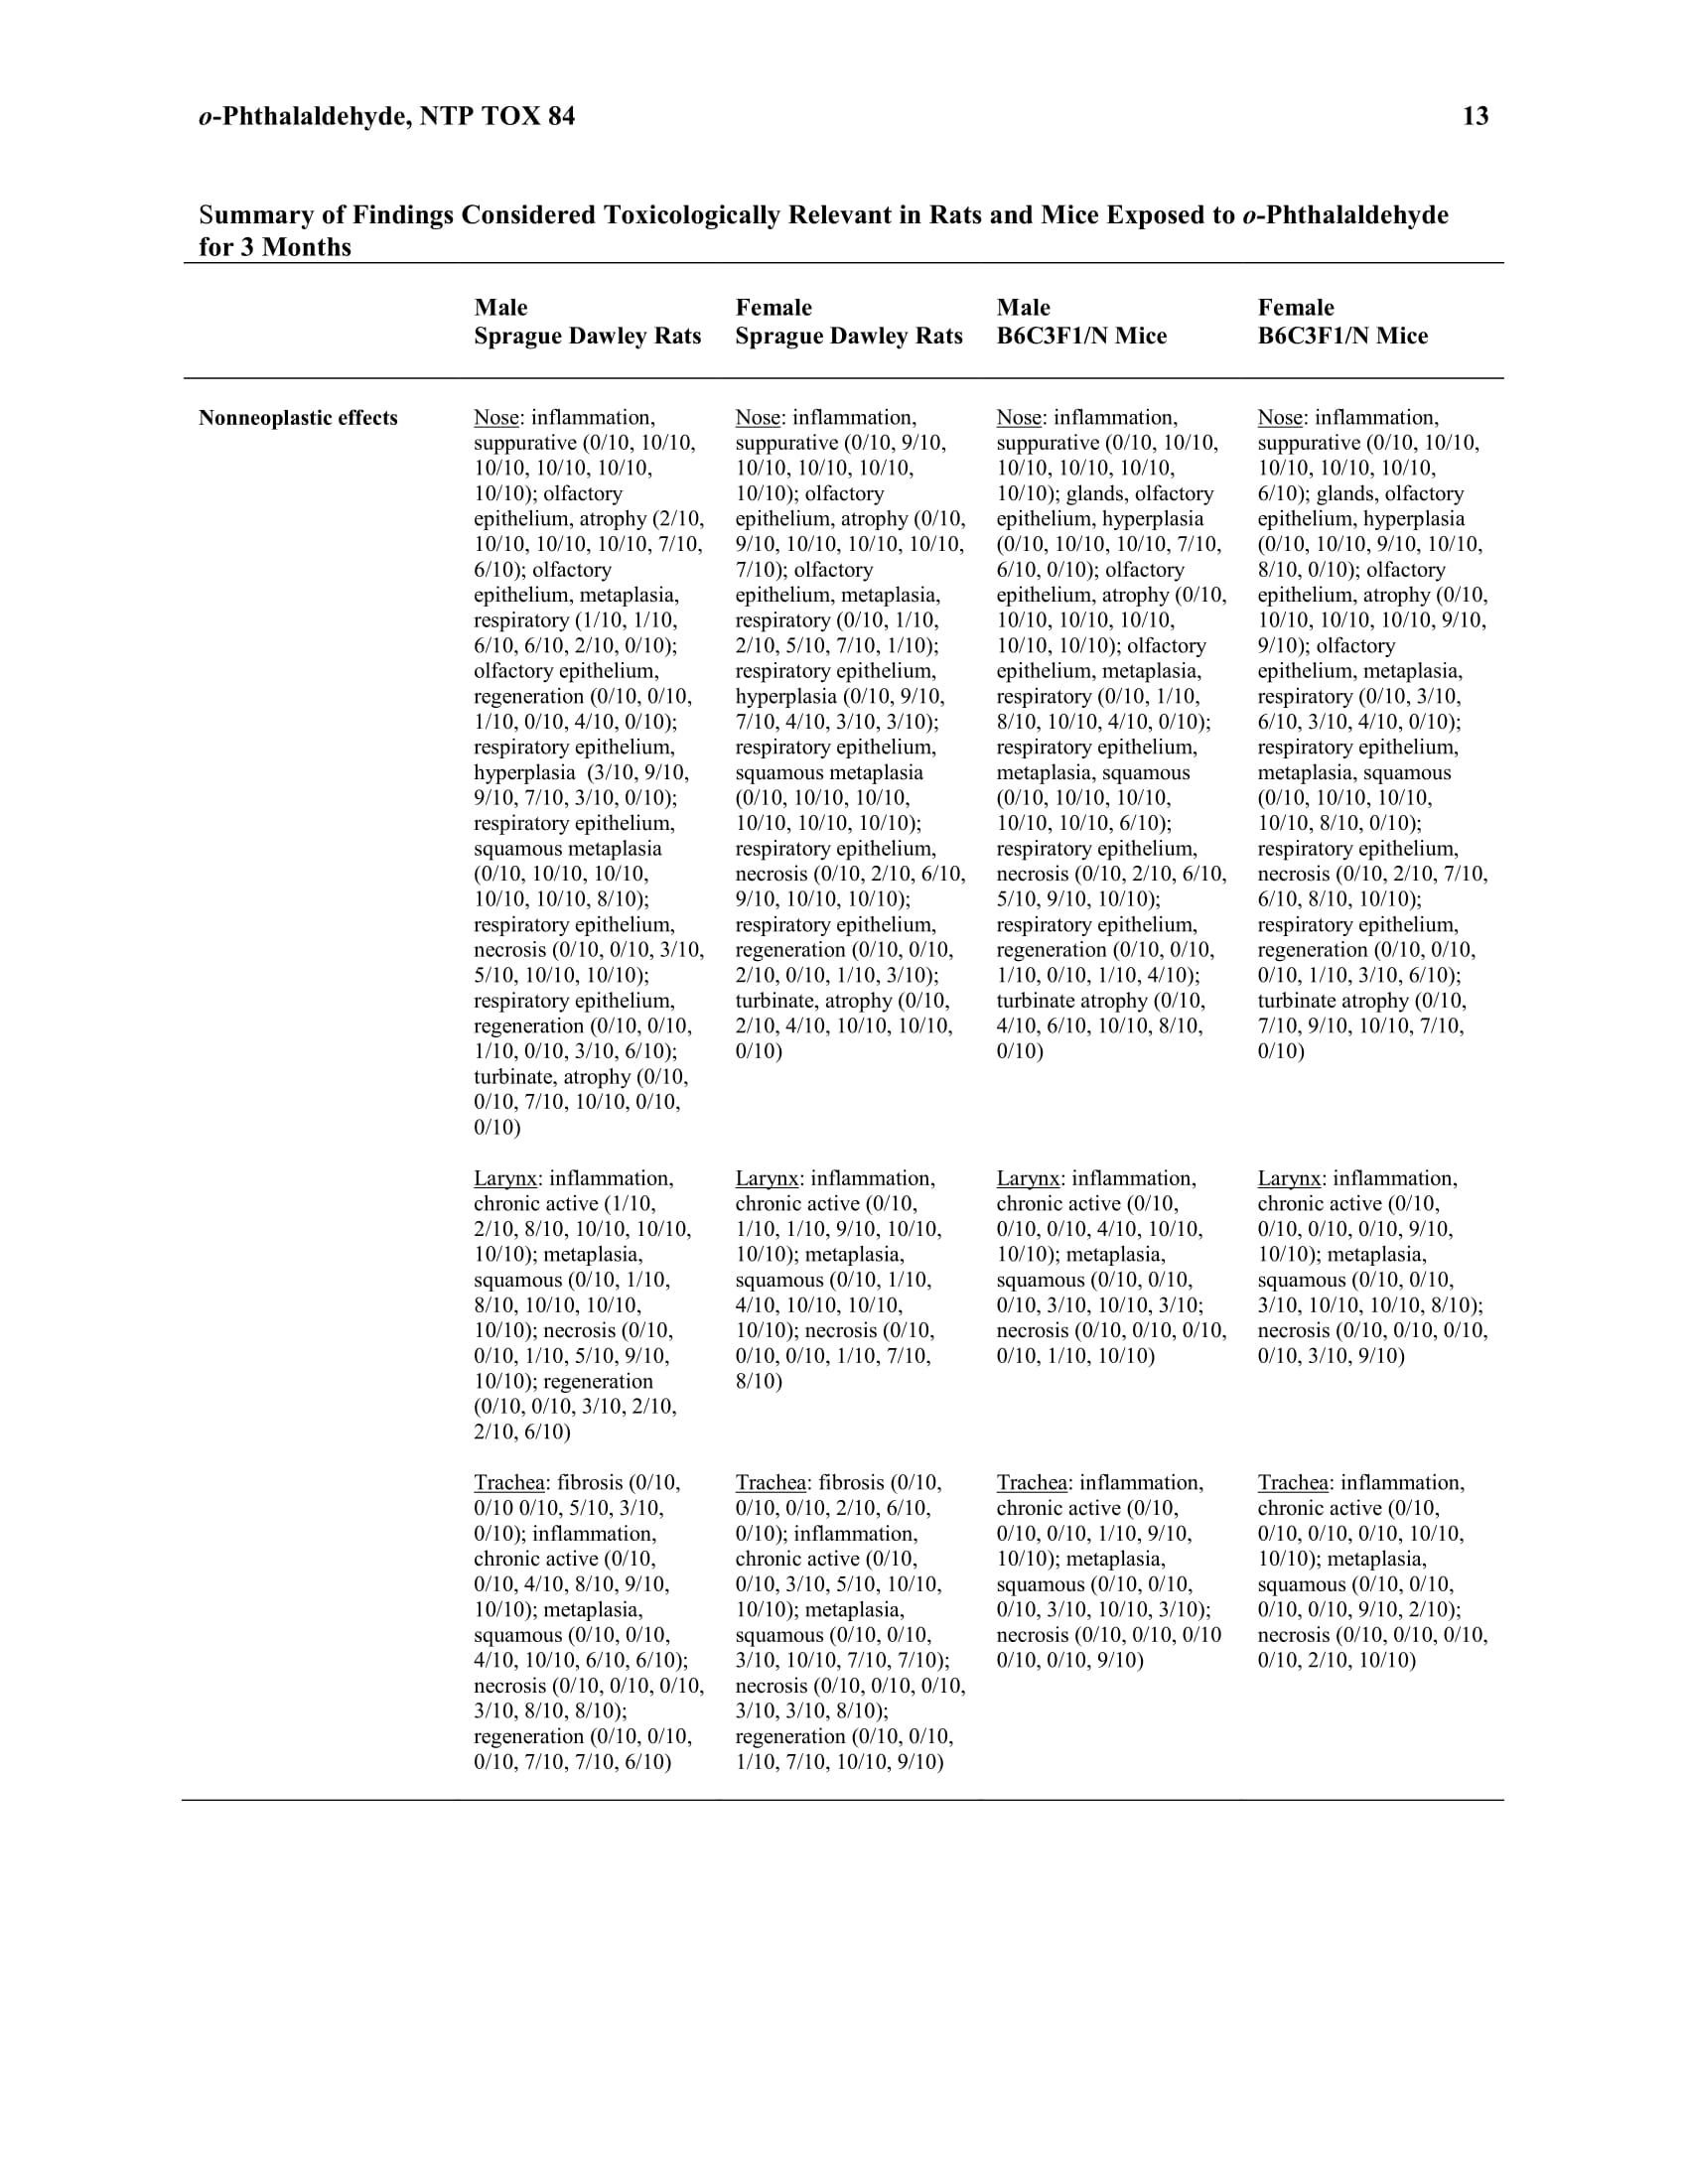 o-Phthalaldehyde, NTP TOX 84 13
Summary of Findings Considered Toxicologically Relevant in Rats and Mice Exposed to o-Phthalaldehyde
for 3 Months
Male
Sprague Dawley Rats
Female
Sprague Dawley Rats
Male
B6C3F1/N Mice
Female
B6C3F1/N Mice
Nonneoplastic effects
Nose: inflammation,
suppurative (0/10, 10/10,
10/10, 10/10, 10/10,
10/10); olfactory
epithelium, atrophy (2/10,
10/10, 10/10, 10/10, 7/10,
6/10); olfactory
epithelium, metaplasia,
respiratory (1/10, 1/10,
6/10, 6/10, 2/10, 0/10);
olfactory epithelium,
regeneration (0/10, 0/10,
1/10, 0/10, 4/10, 0/10);
respiratory epithelium,
hyperplasia  (3/10, 9/10,
9/10, 7/10, 3/10, 0/10);
respiratory epithelium,
squamous metaplasia
(0/10, 10/10, 10/10,
10/10, 10/10, 8/10);
respiratory epithelium,
necrosis (0/10, 0/10, 3/10,
5/10, 10/10, 10/10);
respiratory epithelium,
regeneration (0/10, 0/10,
1/10, 0/10, 3/10, 6/10);
turbinate, atrophy (0/10,
0/10, 7/10, 10/10, 0/10,
0/10)
Nose: inflammation,
suppurative (0/10, 9/10,
10/10, 10/10, 10/10,
10/10); olfactory
epithelium, atrophy (0/10,
9/10, 10/10, 10/10, 10/10,
7/10); olfactory
epithelium, metaplasia,
respiratory (0/10, 1/10,
2/10, 5/10, 7/10, 1/10);
respiratory epithelium,
hyperplasia (0/10, 9/10,
7/10, 4/10, 3/10, 3/10);
respiratory epithelium,
squamous metaplasia
(0/10, 10/10, 10/10,
10/10, 10/10, 10/10);
respiratory epithelium,
necrosis (0/10, 2/10, 6/10,
9/10, 10/10, 10/10);
respiratory epithelium,
regeneration (0/10, 0/10,
2/10, 0/10, 1/10, 3/10);
turbinate, atrophy (0/10,
2/10, 4/10, 10/10, 10/10,
0/10)
Nose: inflammation,
suppurative (0/10, 10/10,
10/10, 10/10, 10/10,
10/10); glands, olfactory
epithelium, hyperplasia
(0/10, 10/10, 10/10, 7/10,
6/10, 0/10); olfactory
epithelium, atrophy (0/10,
10/10, 10/10, 10/10,
10/10, 10/10); olfactory
epithelium, metaplasia,
respiratory (0/10, 1/10,
8/10, 10/10, 4/10, 0/10);
respiratory epithelium,
metaplasia, squamous
(0/10, 10/10, 10/10,
10/10, 10/10, 6/10);
respiratory epithelium,
necrosis (0/10, 2/10, 6/10,
5/10, 9/10, 10/10);
respiratory epithelium,
regeneration (0/10, 0/10,
1/10, 0/10, 1/10, 4/10);
turbinate atrophy (0/10,
4/10, 6/10, 10/10, 8/10,
0/10)
Nose: inflammation,
suppurative (0/10, 10/10,
10/10, 10/10, 10/10,
6/10); glands, olfactory
epithelium, hyperplasia
(0/10, 10/10, 9/10, 10/10,
8/10, 0/10); olfactory
epithelium, atrophy (0/10,
10/10, 10/10, 10/10, 9/10,
9/10); olfactory
epithelium, metaplasia,
respiratory (0/10, 3/10,
6/10, 3/10, 4/10, 0/10);
respiratory epithelium,
metaplasia, squamous
(0/10, 10/10, 10/10,
10/10, 8/10, 0/10);
respiratory epithelium,
necrosis (0/10, 2/10, 7/10,
6/10, 8/10, 10/10);
respiratory epithelium,
regeneration (0/10, 0/10,
0/10, 1/10, 3/10, 6/10);
turbinate atrophy (0/10,
7/10, 9/10, 10/10, 7/10,
0/10)
Larynx: inflammation,
chronic active (1/10,
2/10, 8/10, 10/10, 10/10,
10/10); metaplasia,
squamous (0/10, 1/10,
8/10, 10/10, 10/10,
10/10); necrosis (0/10,
0/10, 1/10, 5/10, 9/10,
10/10); regeneration
(0/10, 0/10, 3/10, 2/10,
2/10, 6/10)
Larynx: inflammation,
chronic active (0/10,
1/10, 1/10, 9/10, 10/10,
10/10); metaplasia,
squamous (0/10, 1/10,
4/10, 10/10, 10/10,
10/10); necrosis (0/10,
0/10, 0/10, 1/10, 7/10,
8/10)
Larynx: inflammation,
chronic active (0/10,
0/10, 0/10, 4/10, 10/10,
10/10); metaplasia,
squamous (0/10, 0/10,
0/10, 3/10, 10/10, 3/10;
necrosis (0/10, 0/10, 0/10,
0/10, 1/10, 10/10)
Larynx: inflammation,
chronic active (0/10,
0/10, 0/10, 0/10, 9/10,
10/10); metaplasia,
squamous (0/10, 0/10,
3/10, 10/10, 10/10, 8/10);
necrosis (0/10, 0/10, 0/10,
0/10, 3/10, 9/10)
Trachea: fibrosis (0/10,
0/10 0/10, 5/10, 3/10,
0/10); inflammation,
chronic active (0/10,
0/10, 4/10, 8/10, 9/10,
10/10); metaplasia,
squamous (0/10, 0/10,
4/10, 10/10, 6/10, 6/10);
necrosis (0/10, 0/10, 0/10,
3/10, 8/10, 8/10);
regeneration (0/10, 0/10,
0/10, 7/10, 7/10, 6/10)
Trachea: fibrosis (0/10,
0/10, 0/10, 2/10, 6/10,
0/10); inflammation,
chronic active (0/10,
0/10, 3/10, 5/10, 10/10,
10/10); metaplasia,
squamous (0/10, 0/10,
3/10, 10/10, 7/10, 7/10);
necrosis (0/10, 0/10, 0/10,
3/10, 3/10, 8/10);
regeneration (0/10, 0/10,
1/10, 7/10, 10/10, 9/10)
Trachea: inflammation,
chronic active (0/10,
0/10, 0/10, 1/10, 9/10,
10/10); metaplasia,
squamous (0/10, 0/10,
0/10, 3/10, 10/10, 3/10);
necrosis (0/10, 0/10, 0/10
0/10, 0/10, 9/10)
Trachea: inflammation,
chronic active (0/10,
0/10, 0/10, 0/10, 10/10,
10/10); metaplasia,
squamous (0/10, 0/10,
0/10, 0/10, 9/10, 2/10);
necrosis (0/10, 0/10, 0/10,
0/10, 2/10, 10/10)